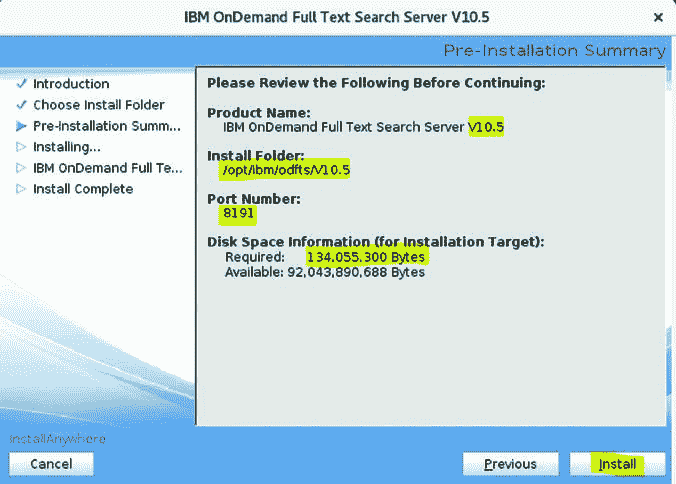 IBM OnDemand Full Text Search Server V10.5
Pre-Installation Summary
Introduction
Choose Install Folder
Pre-Installation Summ...
Installing...
IBM OnDemand Full Te...
Install Complete
Please Review the Following Before Continuing:
Product Name:
IBM OnDemand Full Text Search Server V10.5
Install Folder:
/opt/ibm/odfts/V10.5
Port Number:
8191
Disk Space Information (for Installation Target):
Required: 134,055,300 Bytes
Available: 92,043,890,688 Bytes
InstallAnywhere
Cancel
Previous
Install